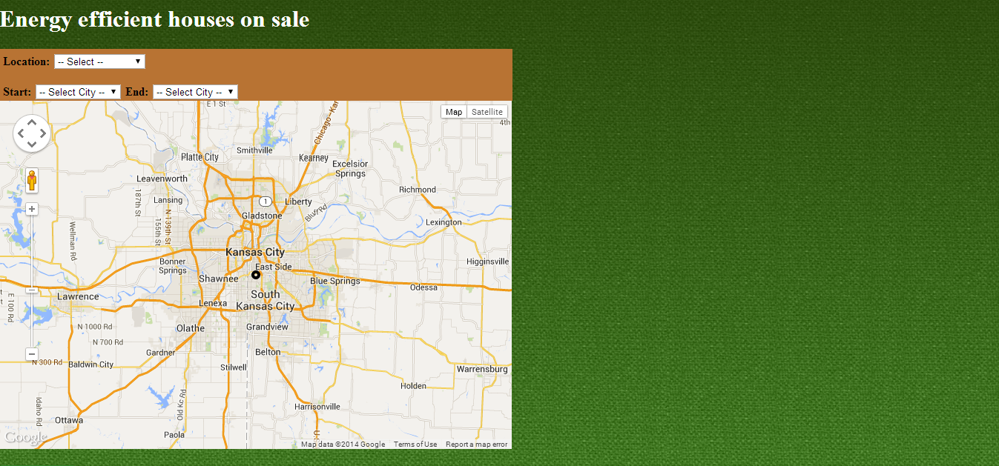 Energy efficient houses on sale
Location: -- Select --
Start: -- Select City -- End: -- Select City --
E 1 St
Map Satellite
4th
Chicago-Kan
Smithville
Platte City
Kearney
Excelsior
Springs
Leavenworth
Richmond
187th St
Lansing
1
Liberty
N 139th St
155th St
Gladstone
Bluff Rd
Lexington
Wellman Rd
Kansas City
Bonner
Springs
East Side
Higginsville
Shawnee
Blue Springs
Odessa
Lawrence
South
Kansas City
Lenexa
E 100 Rd
N 1000 Rd
Olathe
Grandview
N 700 Rd
Gardner
Belton
N 300 Rd
Baldwin City
Stilwell
Warrensburg
Holden
Old Kc Rd
Idaho Rd
Harrisonville
Ottawa
Paola
Google
Map data ©2014 Google Terms of Use Report a map error